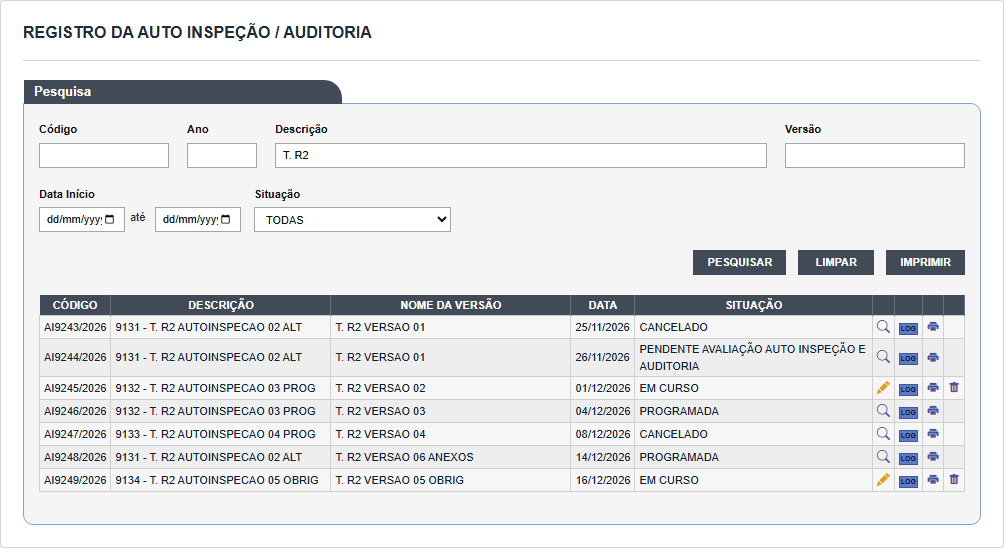 REGISTRO DA AUTO INSPEÇÃO / AUDITORIA
Pesquisa
Código Ano Descrição Versão
T. R2
Data Início Situação
dd/mm/yyyy até dd/mm/yyyy TODAS
PESQUISAR LIMPAR IMPRIMIR
CÓDIGO DESCRIÇÃO NOME DA VERSÃO DATA SITUAÇÃO
AI9243/2026 9131 - T. R2 AUTOINSPECAO 02 ALT T. R2 VERSAO 01 25/11/2026 CANCELADO LOG
AI9244/2026 9131 - T. R2 AUTOINSPECAO 02 ALT T. R2 VERSAO 01 26/11/2026 PENDENTE AVALIAÇÃO AUTO INSPEÇÃO E LOG
AUDITORIA
AI9245/2026 9132 - T. R2 AUTOINSPECAO 03 PROG T. R2 VERSAO 02 01/12/2026 EM CURSO LOG
AI9246/2026 9132 - T. R2 AUTOINSPECAO 03 PROG T. R2 VERSAO 03 04/12/2026 PROGRAMADA LOG
AI9247/2026 9133 - T. R2 AUTOINSPECAO 04 PROG T. R2 VERSAO 04 08/12/2026 CANCELADO LOG
AI9248/2026 9131 - T. R2 AUTOINSPECAO 02 ALT T. R2 VERSAO 06 ANEXOS 14/12/2026 PROGRAMADA LOG
AI9249/2026 9134 - T. R2 AUTOINSPECAO 05 OBRIG T. R2 VERSAO 05 OBRIG 16/12/2026 EM CURSO LOG